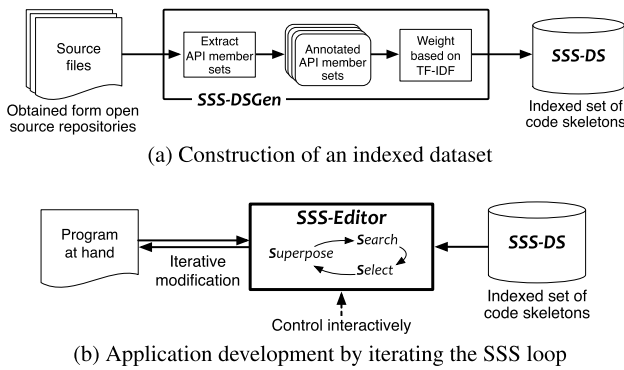 Source
files
Extract
API member
sets
Annotated
API member
sets
Weight
based on
TF-IDF
SSS-DS
SSS-DSGen
Obtained form open
source repositories
Indexed set of
code skeletons
(a) Construction of an indexed dataset
Program
at hand
Iterative
modification
SSS-Editor
Search
Superpose
Select
SSS-DS
Indexed set of
code skeletons
Control interactively
(b) Application development by iterating the SSS loop